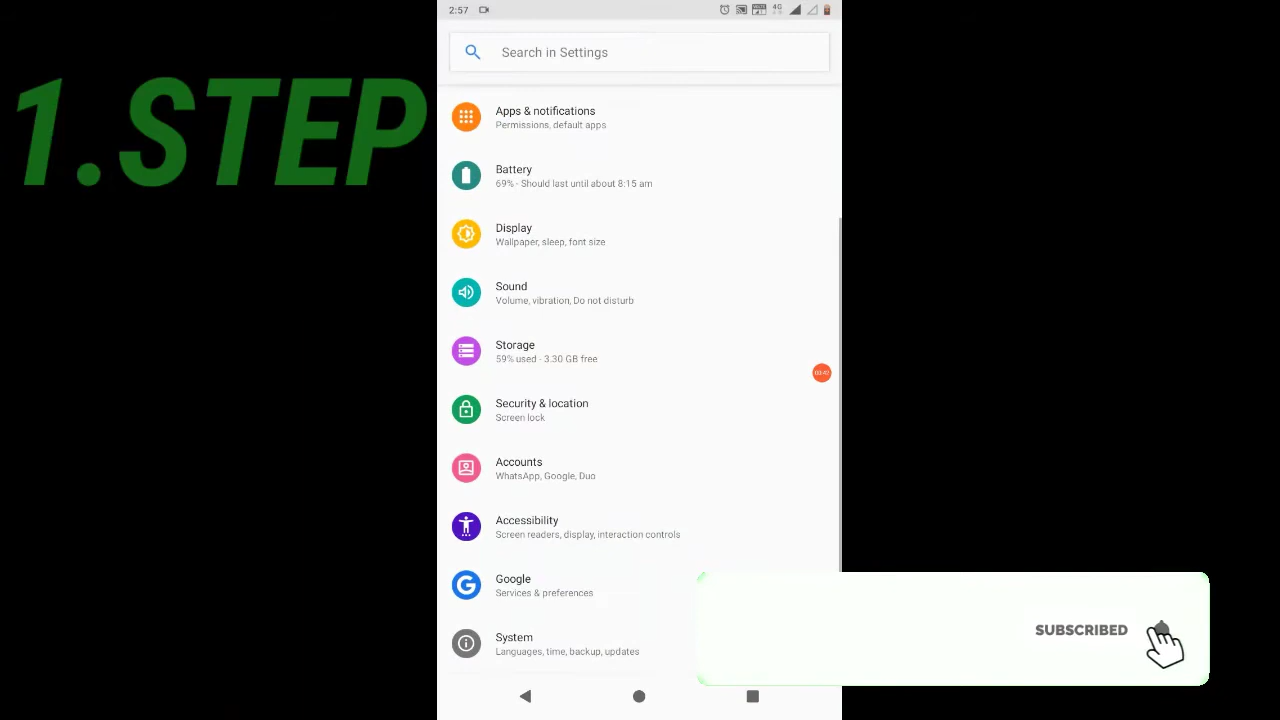 1.STEP
2:57
4G
Search in Settings
Apps & notifications
Permissions, default apps
Battery
69% - Should last until about 8:15 am
Display
Wallpaper, sleep, font size
Sound
Volume, vibration, Do not disturb
Storage
59% used - 3.30 GB free
Security & location
Screen lock
Accounts
WhatsApp, Google, Duo
Accessibility
Screen readers, display, interaction controls
Google
Services & preferences
System
Languages, time, backup, updates
SUBSCRIBED